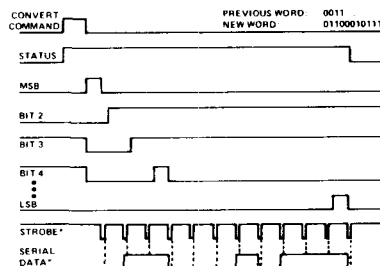 CONVERT COMMAND
PREVIOUS WORD: 0011
NEW WORD 01100010111
STATUS
MSB
BIT 2
BIT 3
BIT 4
LSB
STROBE*
SERIAL DATA*